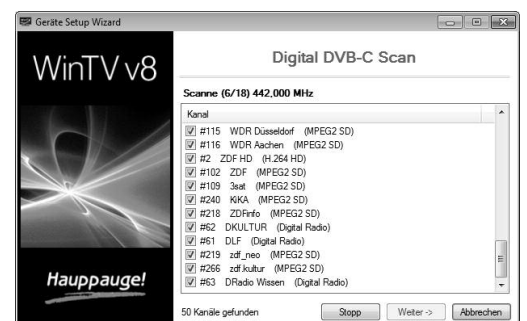 Geräte Setup Wizard
WinTV v8
Hauppauge!
Digital DVB-C Scan
Scanne (6/18) 442,000 MHz
Kanal
#115 WDR Düsseldorf (MPEG2 SD)
#116 WDR Aachen (MPEG2 SD)
#2 ZDF HD (H.264 HD)
#102 ZDF (MPEG2 SD)
#109 3sat (MPEG2 SD)
#240 KiKA (MPEG2 SD)
#218 ZDFinfo (MPEG2 SD)
#62 DKULTUR (Digital Radio)
#61 DLF (Digital Radio)
#219 zdf_neo (MPEG2 SD)
#266 zdf.kultur (MPEG2 SD)
#63 DRadio Wissen (Digital Radio)
50 Kanäle gefunden
Stopp
Weiter ->
Abbrechen